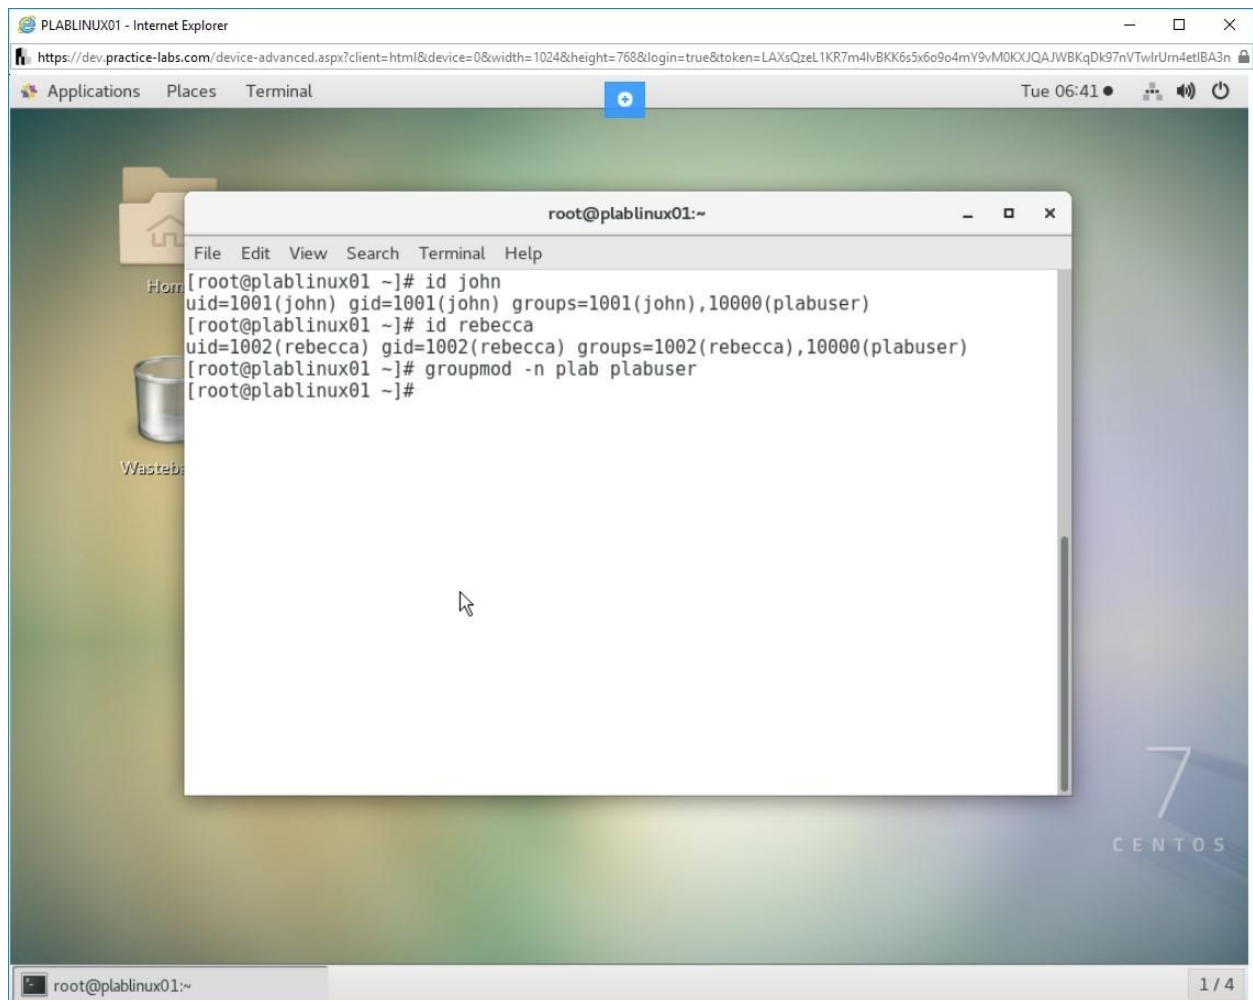 PLABLINUX01 - Internet Explorer
https://dev.practice-labs.com/device-advanced.aspx?client=html&device=0&width=1024&height=768&login=true&token=
Applications Places Terminal Tue 06:41
root@plablinux01:~
File Edit View Search Terminal Help
[root@plablinux01 ~]# id john
uid=1001(john) gid=1001(john) groups=1001(john),10000(plabuser)
[root@plablinux01 ~]# id rebecca
uid=1002(rebecca) gid=1002(rebecca) groups=1002(rebecca),10000(plabuser)
[root@plablinux01 ~]# groupmod -n plab plabuser
[root@plablinux01 ~]#
7
CENTOS
root@plablinux01:~
1 / 4